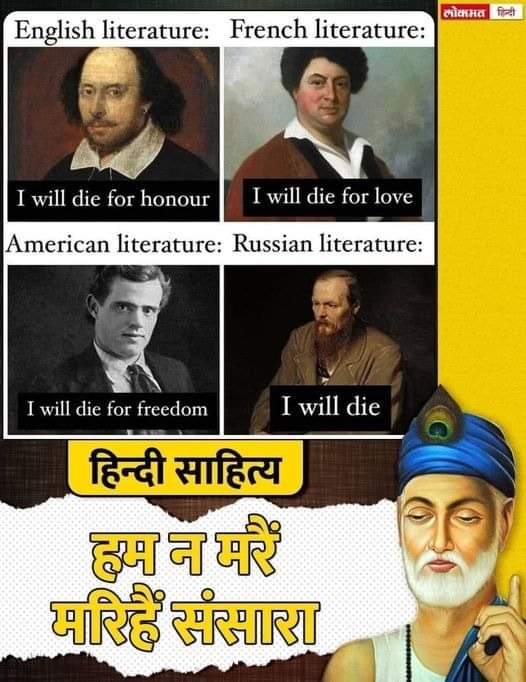 लोकमत हिन्दी
English literature: French literature:
I will die for honour
I will die for love
American literature: Russian literature:
I will die for freedom
I will die
हिन्दी साहित्य
हम न मरैं
मरिहैं संसारा